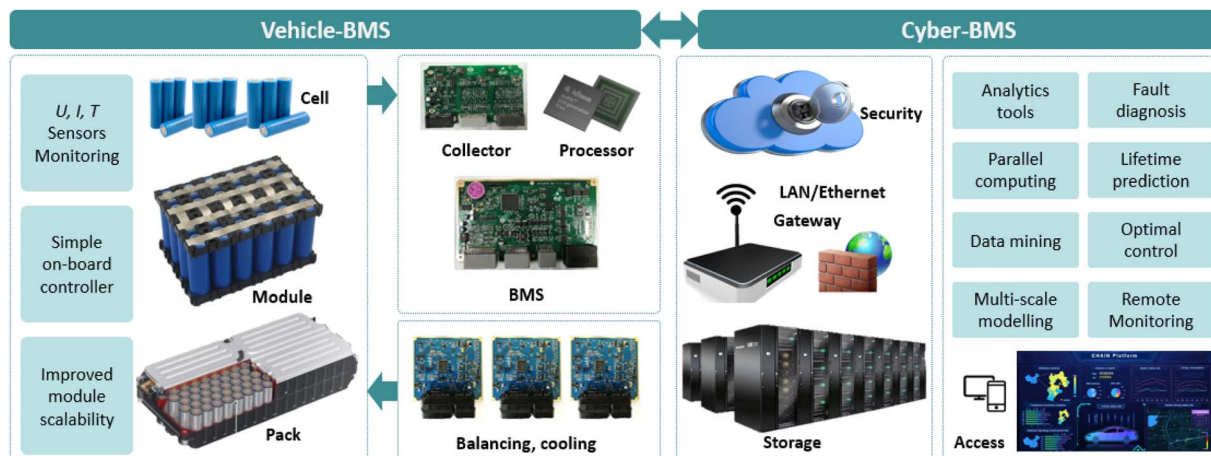 Vehicle-BMS
Cyber-BMS
U, I, T
Sensors
Monitoring
Simple
on-board
controller
Improved
module
scalability
Cell
Module
Pack
Collector
Processor
BMS
Balancing, cooling
Security
LAN/Ethernet
Gateway
Storage
Analytics
tools
Fault
diagnosis
Parallel
computing
Lifetime
prediction
Data mining
Optimal
control
Multi-scale
modelling
Remote
Monitoring
Access
CHAIN Platform